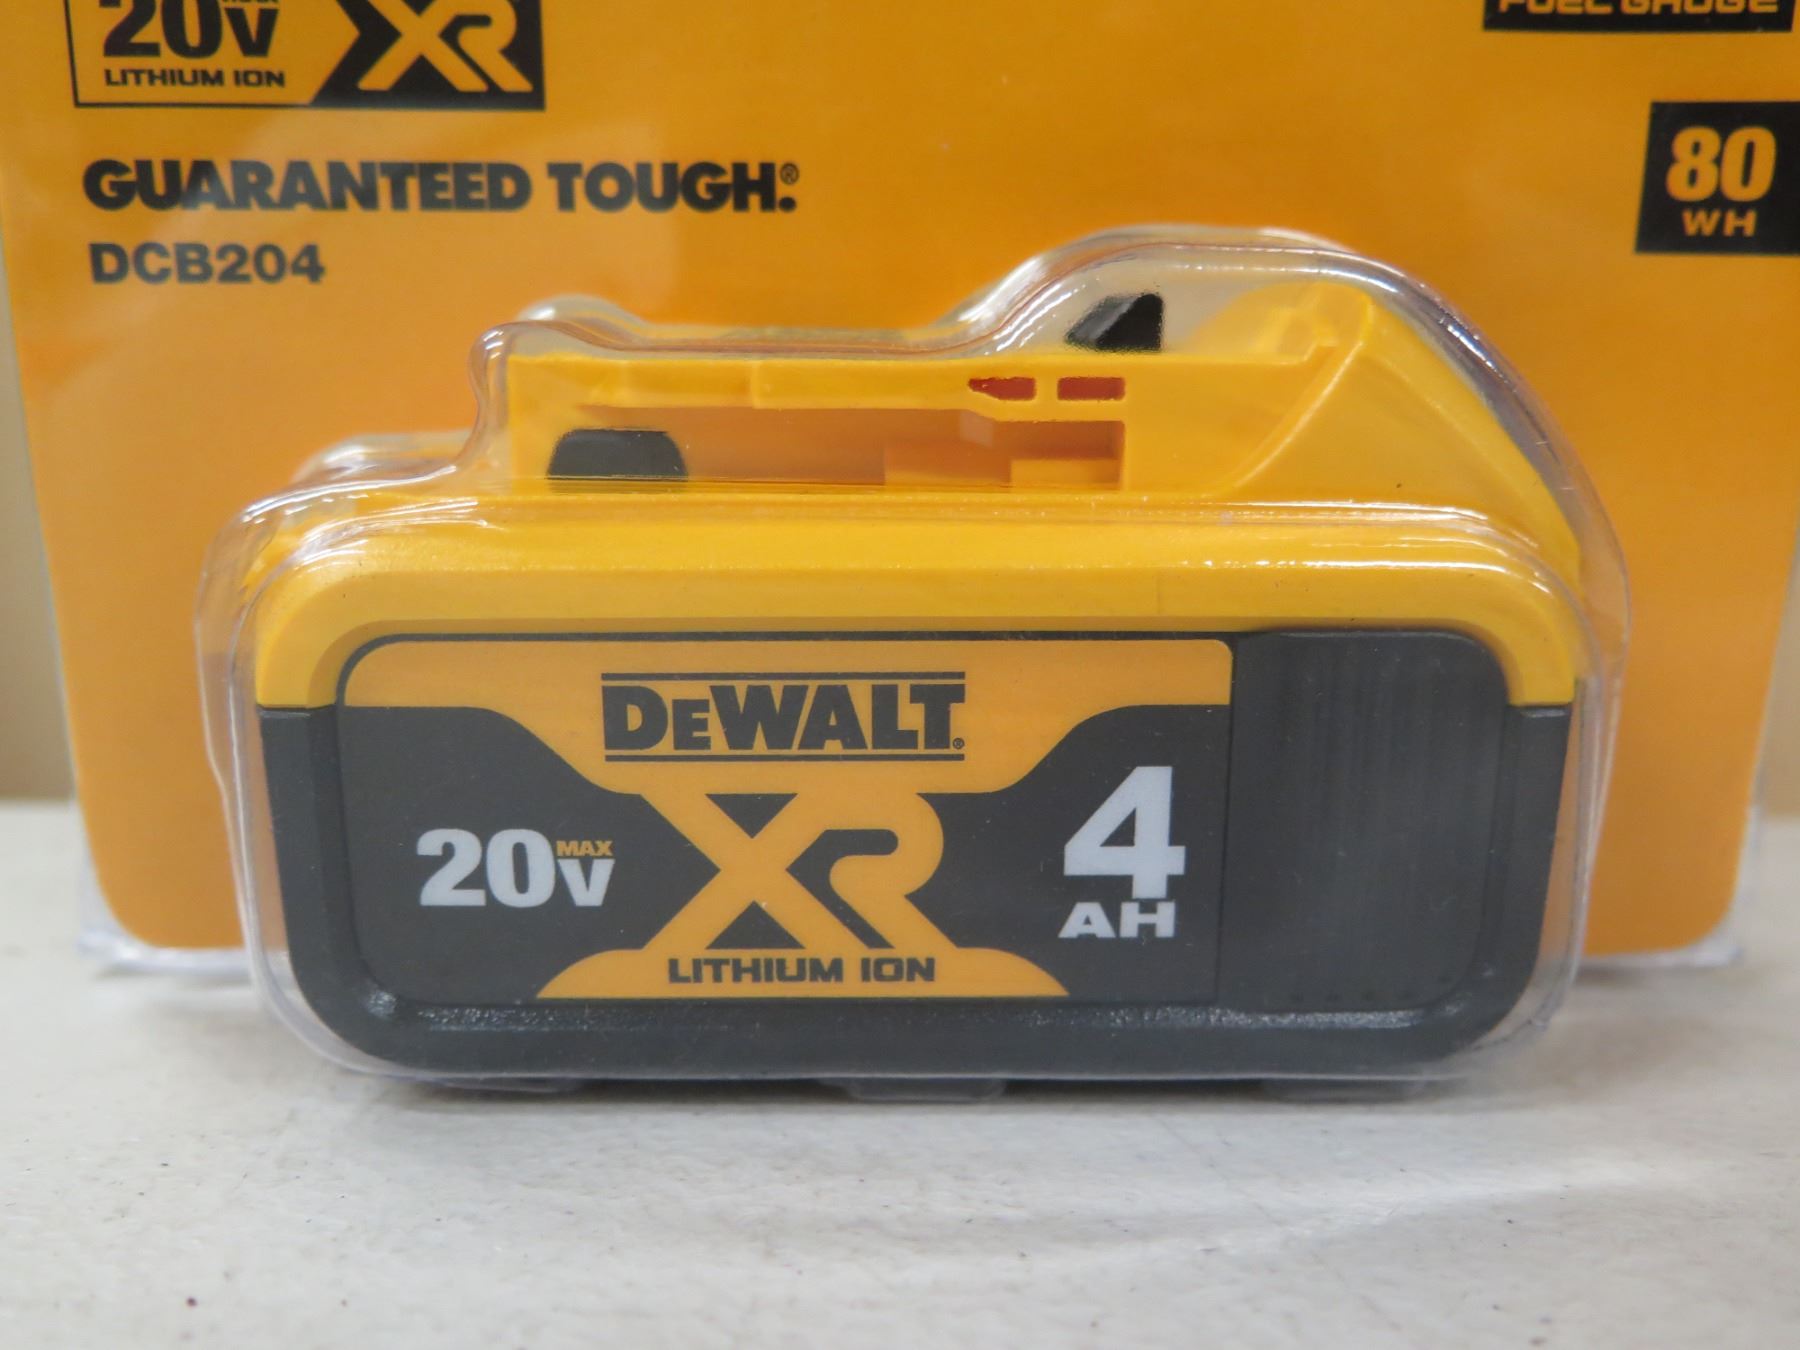 20V
LITHIUM ION
XR
FUEL GAUGE
80
WH
GUARANTEED TOUGH.®
DCB204
DEWALT®
20V MAX
XR
4
AH
LITHIUM ION